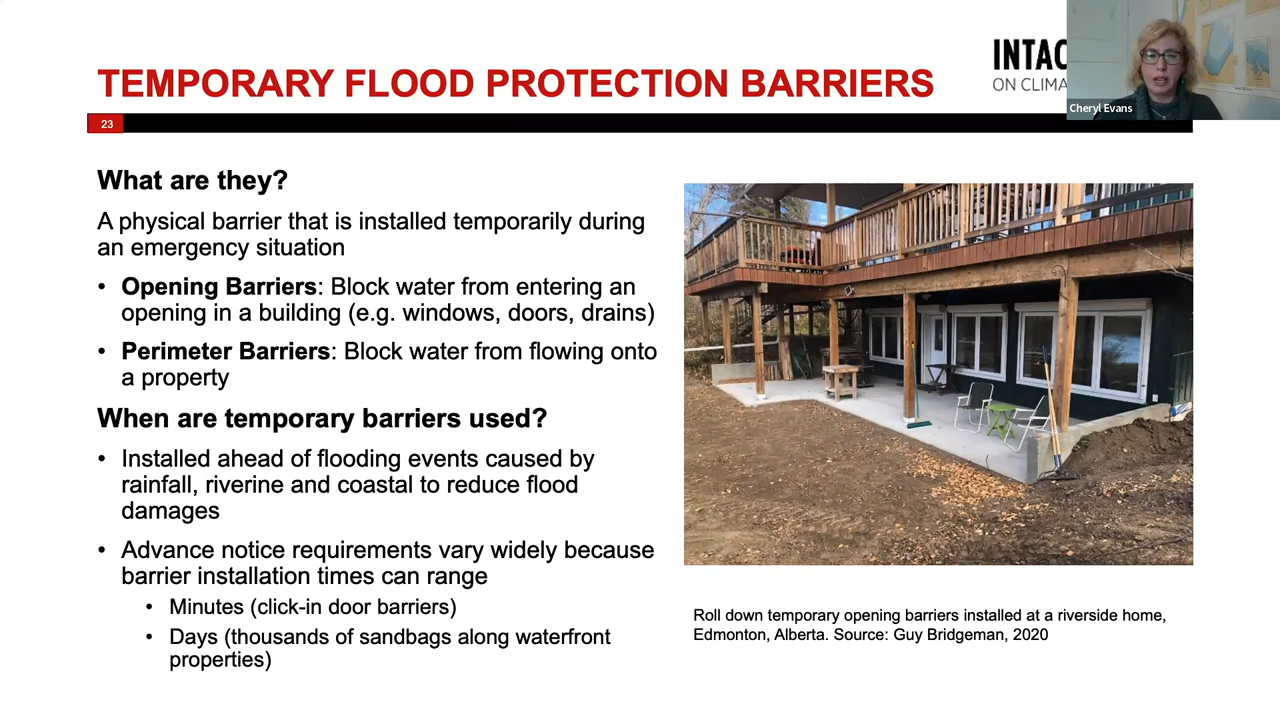 TEMPORARY FLOOD PROTECTION BARRIERS
INTAC
ON CLIMA
Cheryl Evans
23
What are they?
A physical barrier that is installed temporarily during
an emergency situation
• Opening Barriers: Block water from entering an
opening in a building (e.g. windows, doors, drains)
• Perimeter Barriers: Block water from flowing onto
a property
When are temporary barriers used?
• Installed ahead of flooding events caused by
rainfall, riverine and coastal to reduce flood
damages
• Advance notice requirements vary widely because
barrier installation times can range
• Minutes (click-in door barriers)
• Days (thousands of sandbags along waterfront
properties)
Roll down temporary opening barriers installed at a riverside home,
Edmonton, Alberta. Source: Guy Bridgeman, 2020